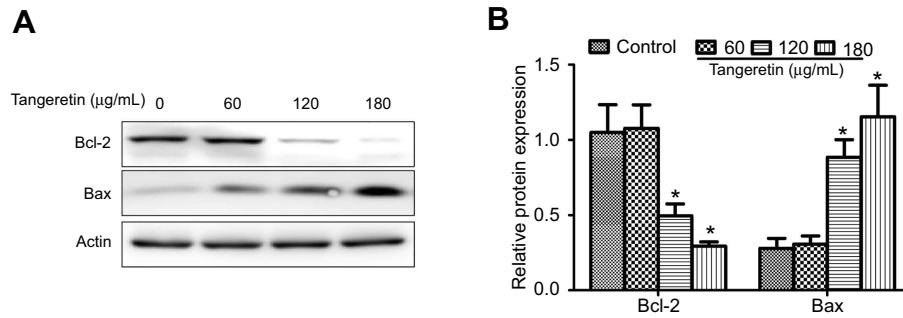 A
Tangeretin (μg/mL) 0 60 120 180
Bcl-2
Bax
Actin
B
Control 60 120 180
Tangeretin (μg/mL)
Relative protein expression
1.5
1.0
0.5
0.0
* * * *
Bcl-2 Bax